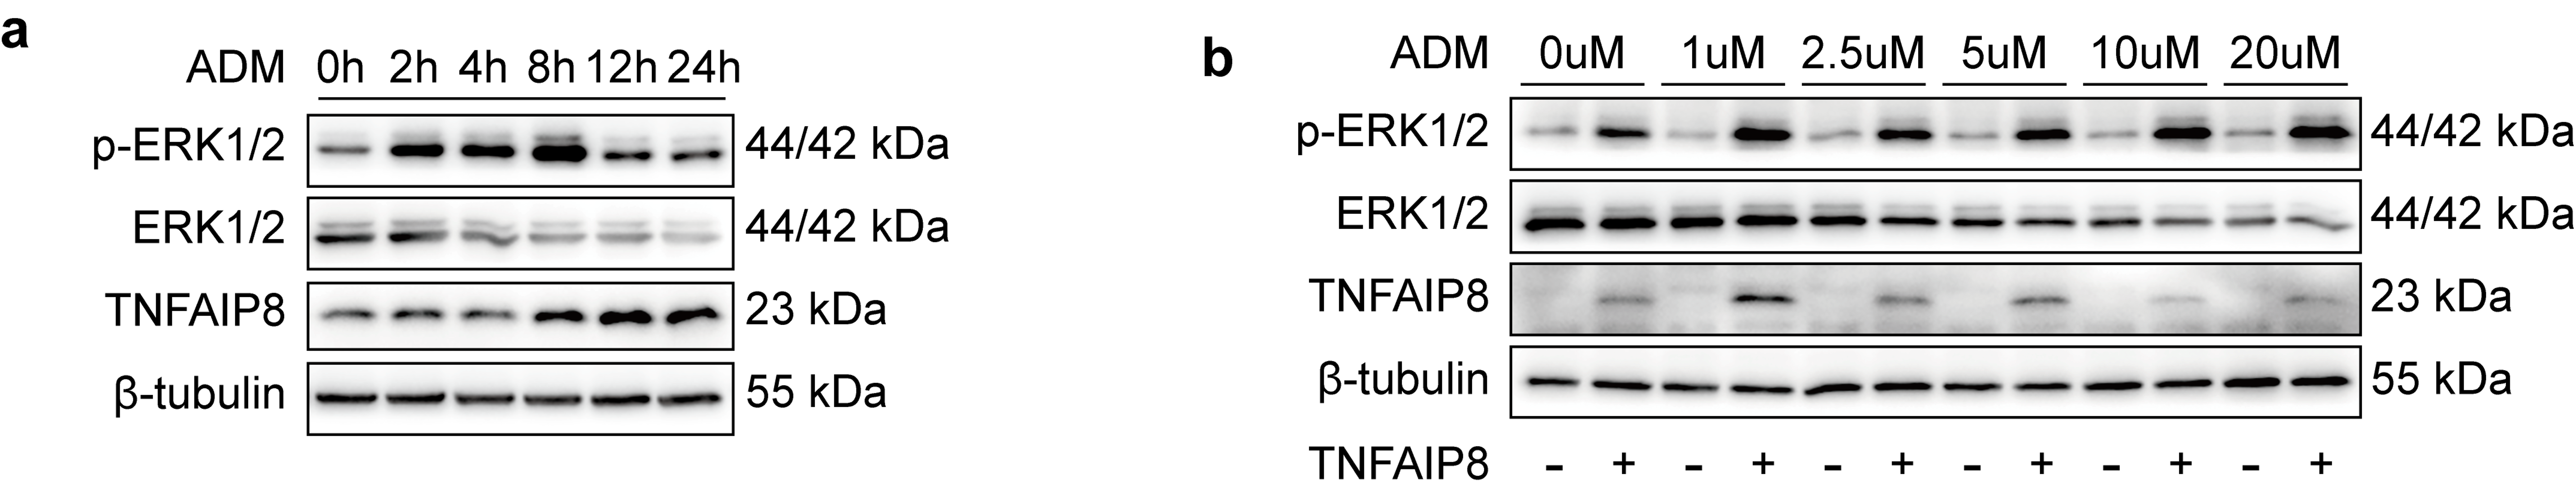 a
ADM 0h 2h 4h 8h 12h 24h
p-ERK1/2 44/42 kDa
ERK1/2 44/42 kDa
TNFAIP8 23 kDa
β-tubulin 55 kDa
b
ADM 0uM 1uM 2.5uM 5uM 10uM 20uM
p-ERK1/2 44/42 kDa
ERK1/2 44/42 kDa
TNFAIP8 23 kDa
β-tubulin 55 kDa
TNFAIP8 - + - + - + - + - + - +